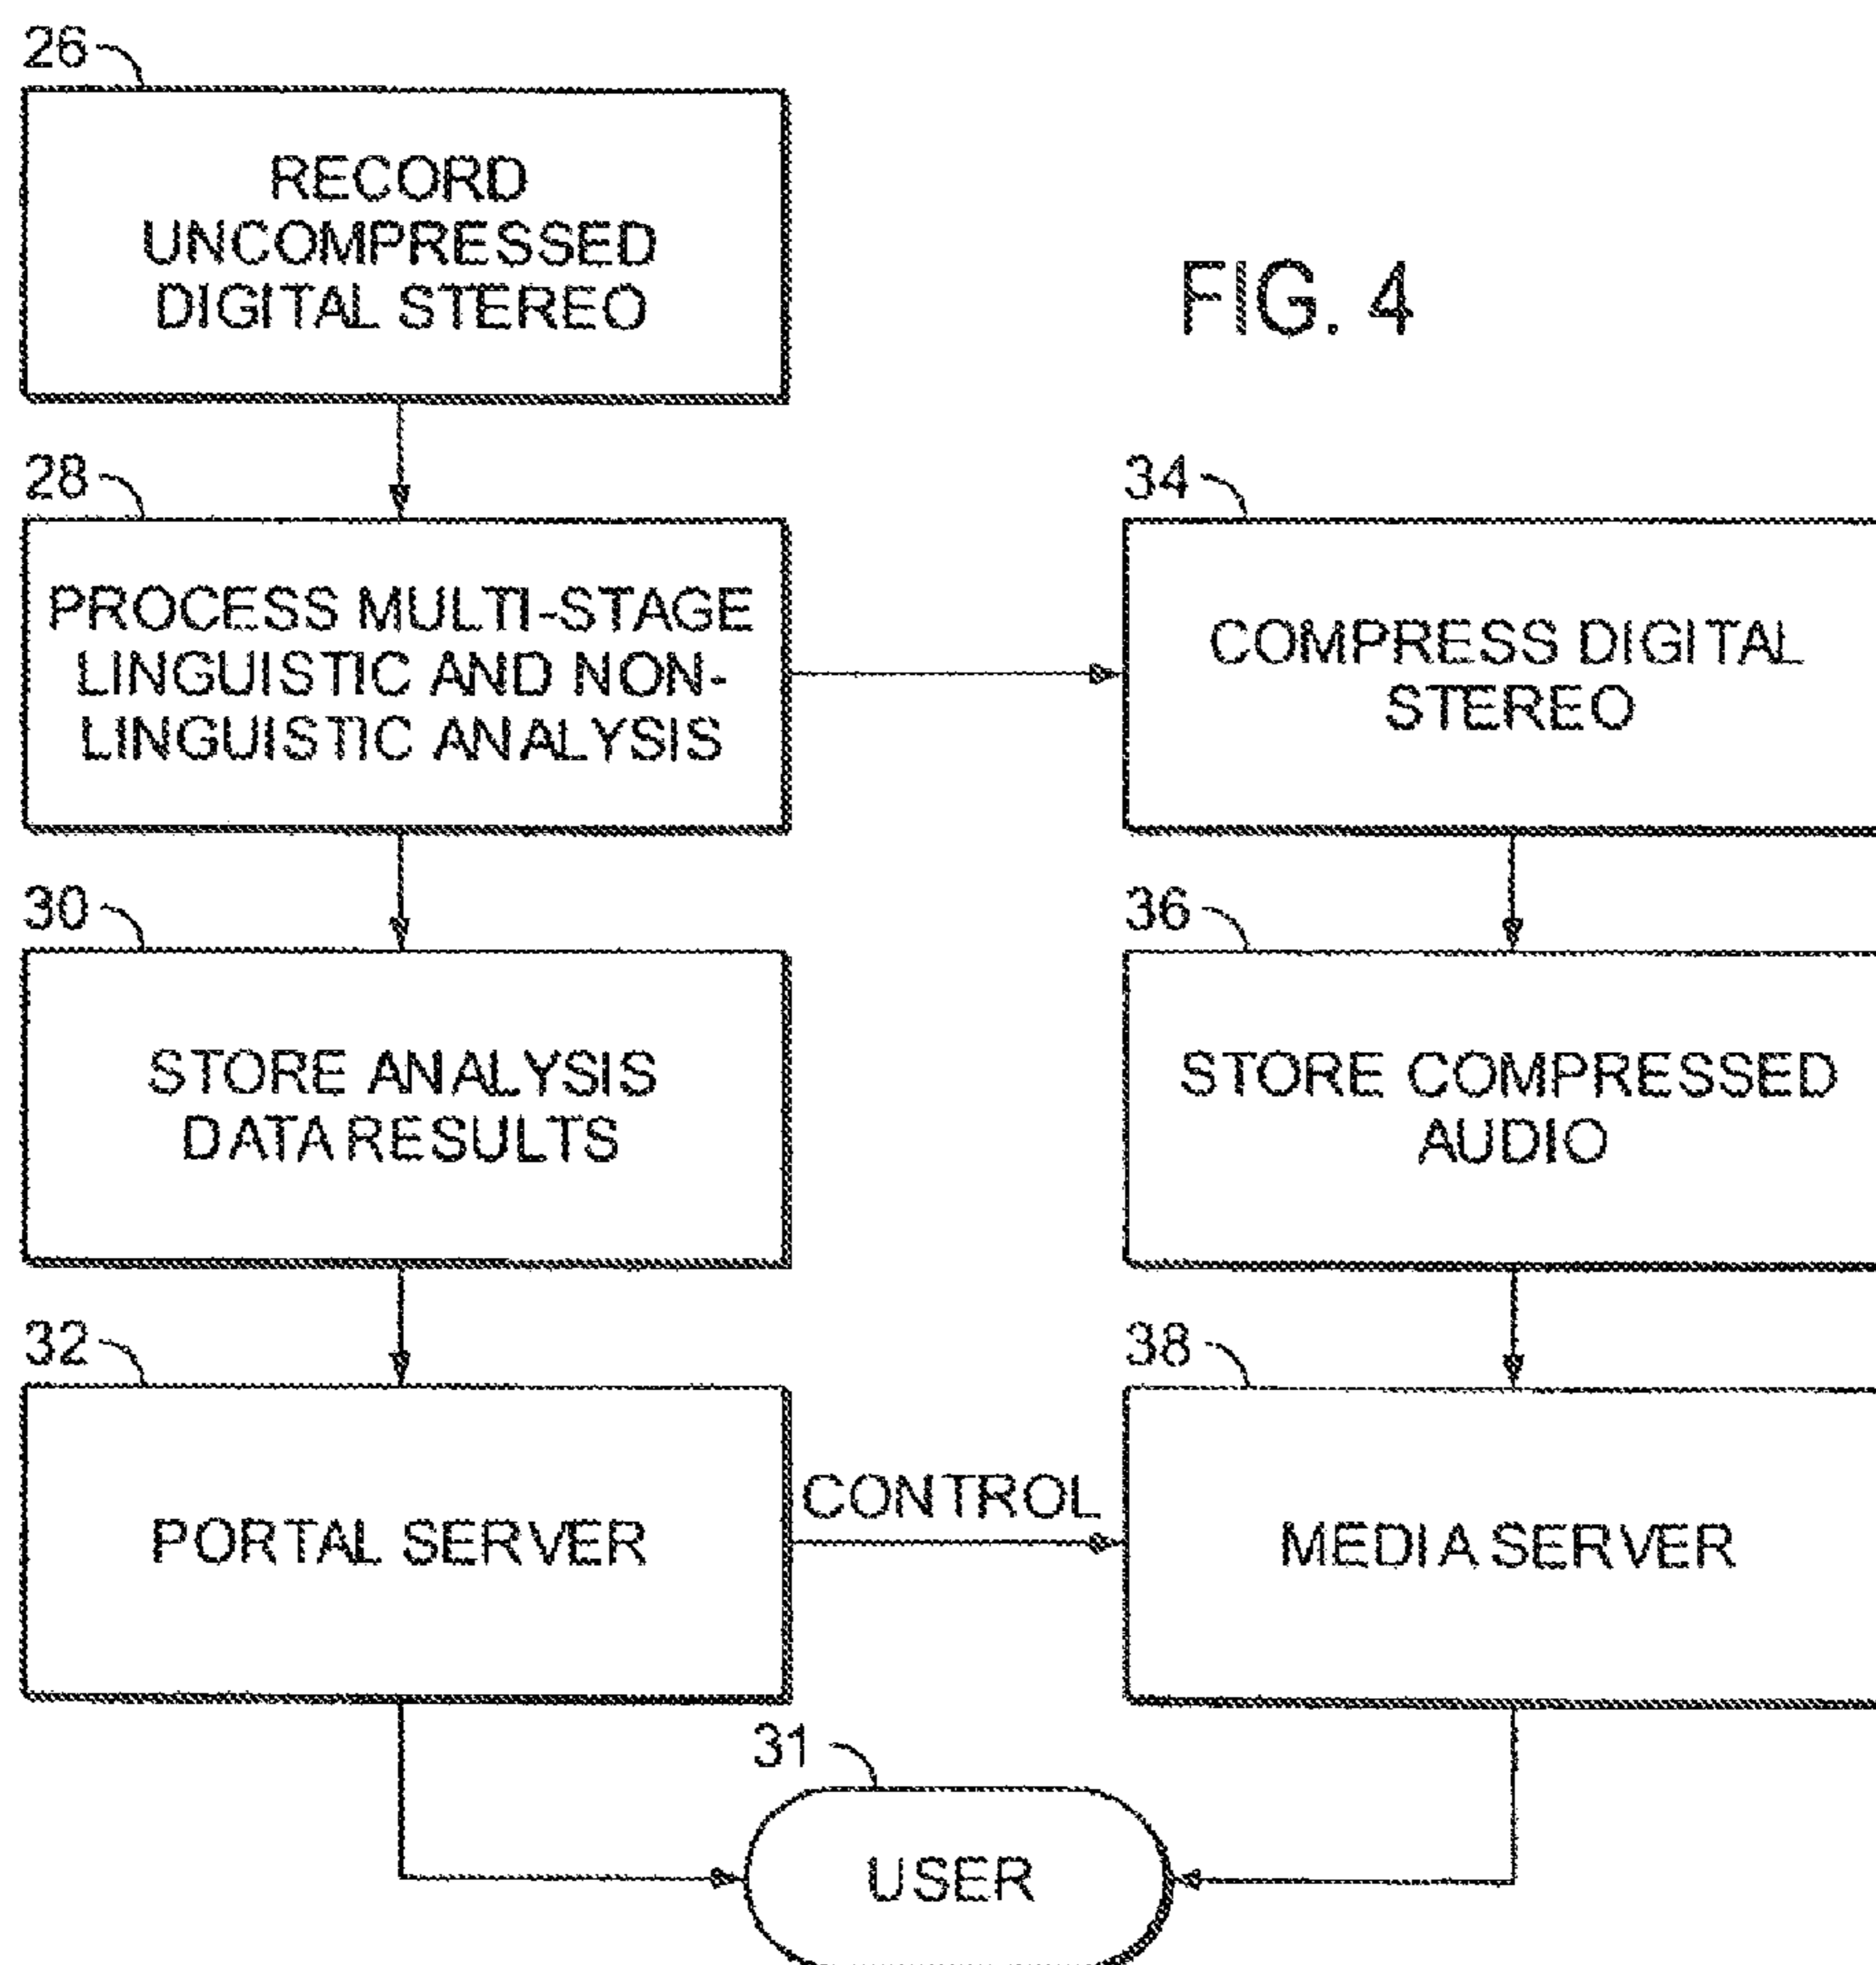 26
RECORD
UNCOMPRESSED
DIGITAL STEREO
FIG. 4
28
PROCESS MULTI-STAGE
LINGUISTIC AND NON-
LINGUISTIC ANALYSIS
34
COMPRESS DIGITAL
STEREO
30
STORE ANALYSIS
DATA RESULTS
36
STORE COMPRESSED
AUDIO
32
PORTAL SERVER
CONTROL
38
MEDIA SERVER
31
USER